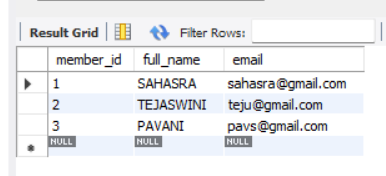 Result Grid Filter Rows:
member_id full_name email
1 SAHASRA sahasra@gmail.com
2 TEJASWINI teju@gmail.com
3 PAVANI pavs@gmail.com
NULL NULL NULL